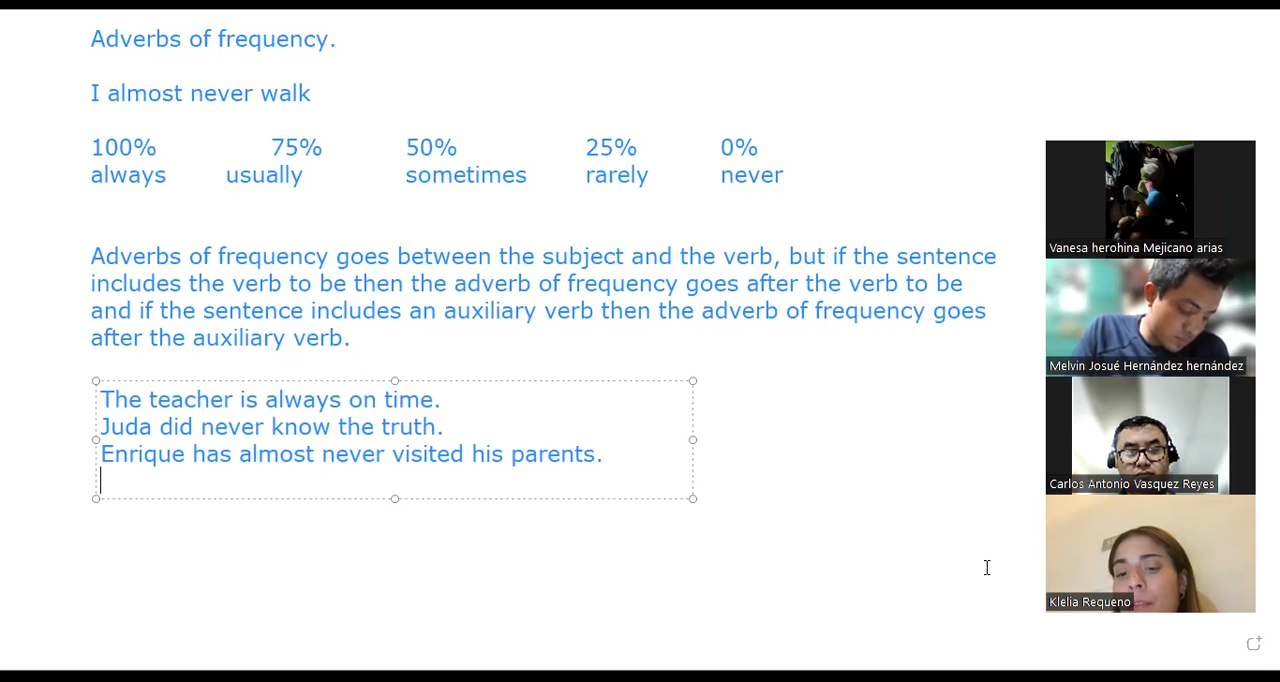 Adverbs of frequency.
I almost never walk
100% 75% 50% 25% 0%
always usually sometimes rarely never
Adverbs of frequency goes between the subject and the verb, but if the sentence
includes the verb to be then the adverb of frequency goes after the verb to be
and if the sentence includes an auxiliary verb then the adverb of frequency goes
after the auxiliary verb.
The teacher is always on time.
Juda did never know the truth.
Enrique has almost never visited his parents.
Vanesa herohina Mejicano arias
Melvin Josué Hernández hernández
Carlos Antonio Vasquez Reyes
Klelia Requeno